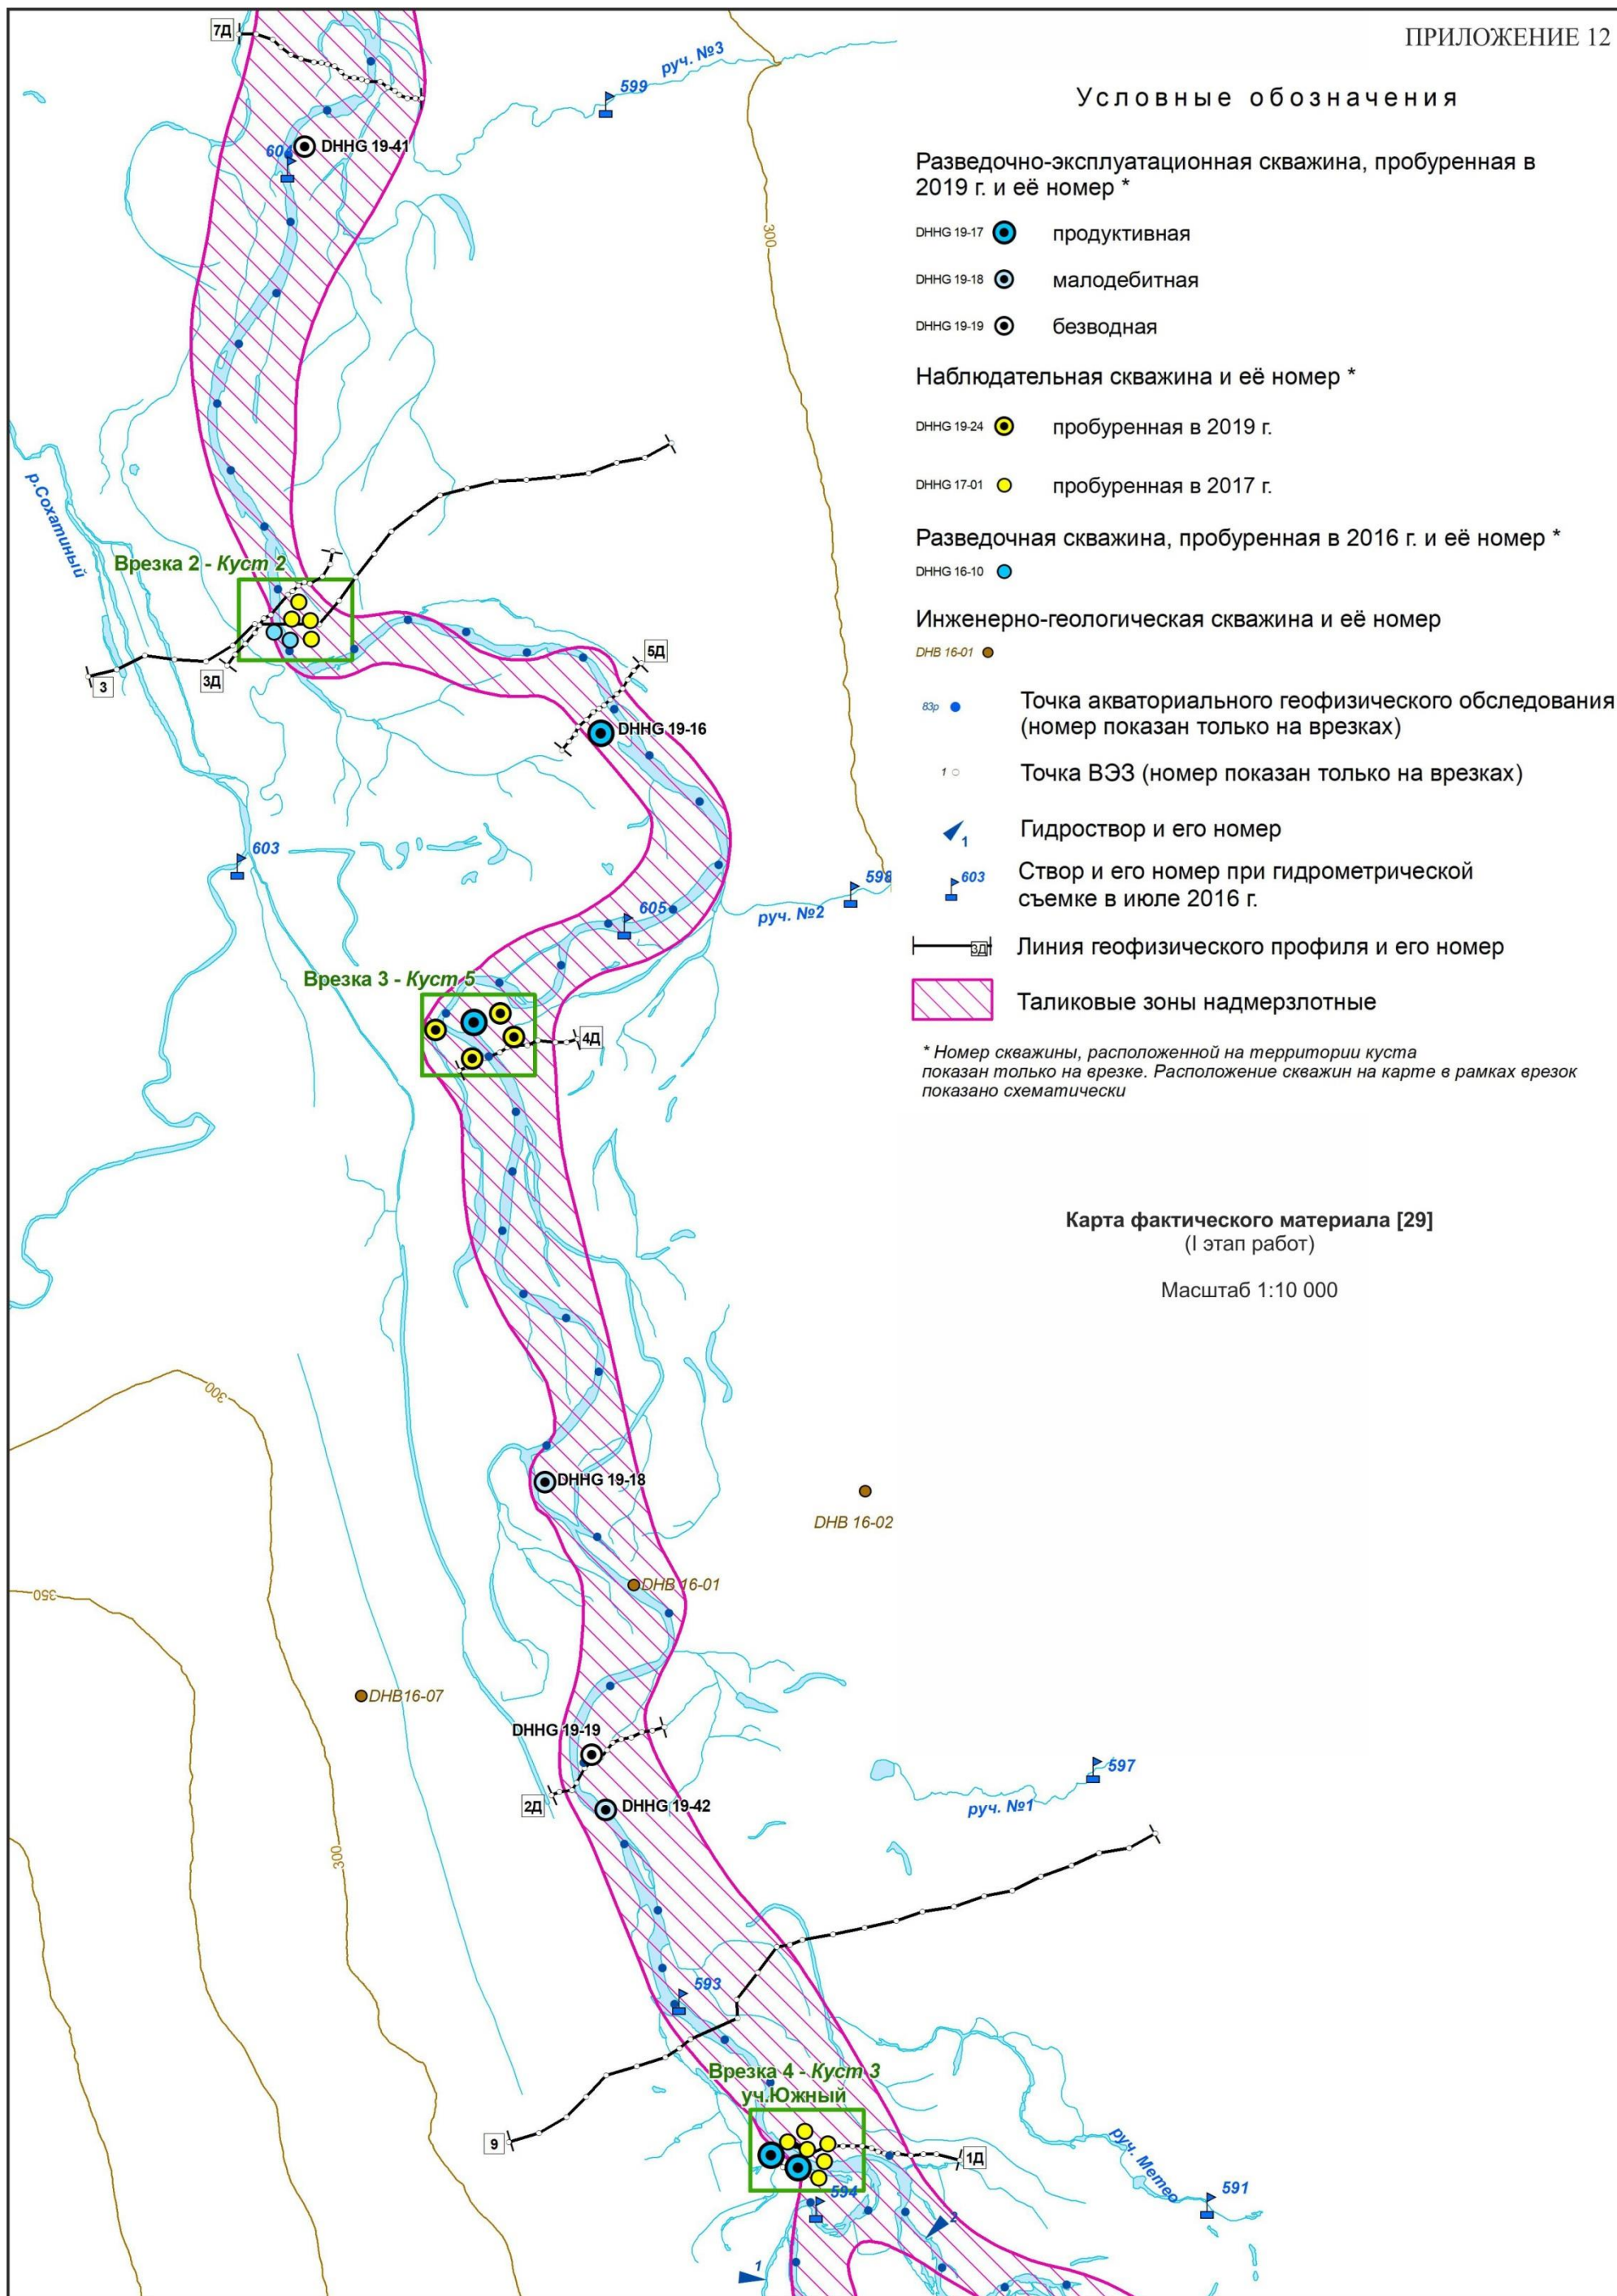 ПРИЛОЖЕНИЕ 12
Условные обозначения
Разведочно-эксплуатационная скважина, пробуренная в
2019 г. и её номер *
DHHG 19-17 продуктивная
DHHG 19-18 малодебитная
DHHG 19-19 безводная
Наблюдательная скважина и её номер *
DHHG 19-24 пробуренная в 2019 г.
DHHG 17-01 пробуренная в 2017 г.
Разведочная скважина, пробуренная в 2016 г. и её номер *
DHHG 16-10
Инженерно-геологическая скважина и её номер
DHB 16-01
83р Точка акваториального геофизического обследования
(номер показан только на врезках)
1 Точка ВЭЗ (номер показан только на врезках)
1 Гидроствор и его номер
603 Створ и его номер при гидрометрической
съемке в июле 2016 г.
3Д Линия геофизического профиля и его номер
Таликовые зоны надмерзлотные
* Номер скважины, расположенной на территории куста
показан только на врезке. Расположение скважин на карте в рамках врезок
показано схематически
Карта фактического материала [29]
(I этап работ)
Масштаб 1:10 000
7Д
руч. №3
599
604
DHHG 19-41
300
р.Сохатиный
Врезка 2 - Куст 2
3
3Д
5Д
DHHG 19-16
603
598
руч. №2
605
Врезка 3 - Куст 5
4Д
300
DHHG 19-18
DHB 16-02
DHB 16-01
350
DHB16-07
DHHG 19-19
2Д
DHHG 19-42
597
руч. №1
300
593
Врезка 4 - Куст 3
уч.Южный
9
1Д
руч. Метео
591
594
2
1